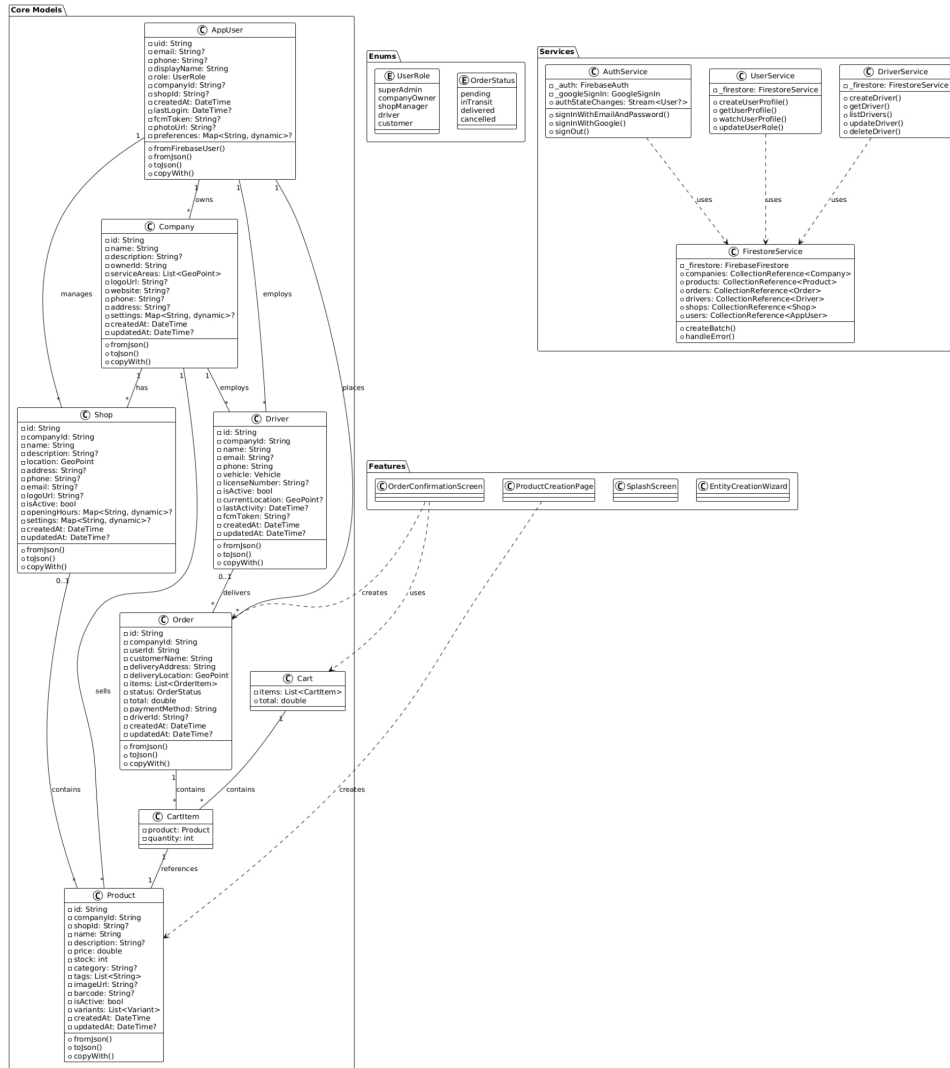 Core Models
C AppUser
uid: String
email: String?
phone: String?
displayName: String
role: UserRole
companyId: String?
shopId: String?
createdAt: DateTime
lastLogin: DateTime?
fcmToken: String?
photoUrl: String?
preferences: Map<String, dynamic>?
fromFirebaseUser()
fromJson()
toJson()
copyWith()
1
1
1
1
owns
*
manages
employs
places
C Company
id: String
name: String
description: String?
ownerId: String
serviceAreas: List<GeoPoint>
logoUrl: String?
website: String?
phone: String?
address: String?
settings: Map<String, dynamic>?
createdAt: DateTime
updatedAt: DateTime?
fromJson()
toJson()
copyWith()
1
1
1
has
employs
*
*
*
*
C Shop
id: String
companyId: String
name: String
description: String?
location: GeoPoint
address: String?
phone: String?
email: String?
logoUrl: String?
isActive: bool
openingHours: Map<String, dynamic>?
settings: Map<String, dynamic>?
createdAt: DateTime
updatedAt: DateTime?
fromJson()
toJson()
copyWith()
0..1
C Driver
id: String
companyId: String
name: String
email: String?
phone: String
vehicle: Vehicle
licenseNumber: String?
isActive: bool
currentLocation: GeoPoint?
lastActivity: DateTime?
fcmToken: String?
createdAt: DateTime
updatedAt: DateTime?
fromJson()
toJson()
copyWith()
0..1
delivers
*
*
C Order
id: String
companyId: String
userId: String
customerName: String
deliveryAddress: String
deliveryLocation: GeoPoint
items: List<OrderItem>
status: OrderStatus
total: double
paymentMethod: String
driverId: String?
createdAt: DateTime
updatedAt: DateTime?
fromJson()
toJson()
copyWith()
1
sells
C Cart
items: List<CartItem>
total: double
1
contains
contains
contains
*
*
C CartItem
product: Product
quantity: int
1
references
*
*
1
C Product
id: String
companyId: String
shopId: String?
name: String
description: String?
price: double
stock: int
category: String?
tags: List<String>
imageUrl: String?
barcode: String?
isActive: bool
variants: List<Variant>
createdAt: DateTime
updatedAt: DateTime?
fromJson()
toJson()
copyWith()
Enums
E UserRole
superAdmin
companyOwner
shopManager
driver
customer
E OrderStatus
pending
inTransit
delivered
cancelled
Services
C AuthService
_auth: FirebaseAuth
_googleSignIn: GoogleSignIn
authStateChanges: Stream<User?>
signInWithEmailAndPassword()
signInWithGoogle()
signOut()
C UserService
_firestore: FirestoreService
createUserProfile()
getUserProfile()
watchUserProfile()
updateUserRole()
C DriverService
_firestore: FirestoreService
createDriver()
getDriver()
listDrivers()
updateDriver()
deleteDriver()
uses
uses
uses
C FirestoreService
_firestore: FirebaseFirestore
companies: CollectionReference<Company>
products: CollectionReference<Product>
orders: CollectionReference<Order>
drivers: CollectionReference<Driver>
shops: CollectionReference<Shop>
users: CollectionReference<AppUser>
createBatch()
handleError()
Features
C OrderConfirmationScreen
C ProductCreationPage
C SplashScreen
C EntityCreationWizard
creates
uses
creates